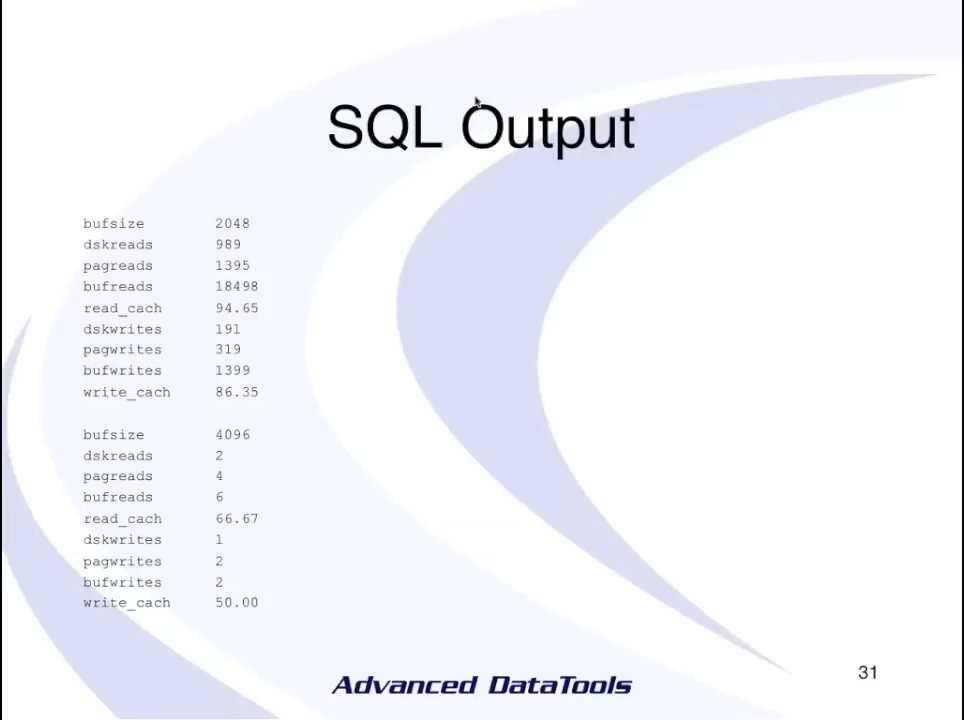 SQL Output
bufsize 2048
dskreads 989
pagreads 1395
bufreads 18498
read_cach 94.65
dskwrites 191
pagwrites 319
bufwrites 1399
write_cach 86.35
bufsize 4096
dskreads 2
pagreads 4
bufreads 6
read_cach 66.67
dskwrites 1
pagwrites 2
bufwrites 2
write_cach 50.00
Advanced DataTools
31